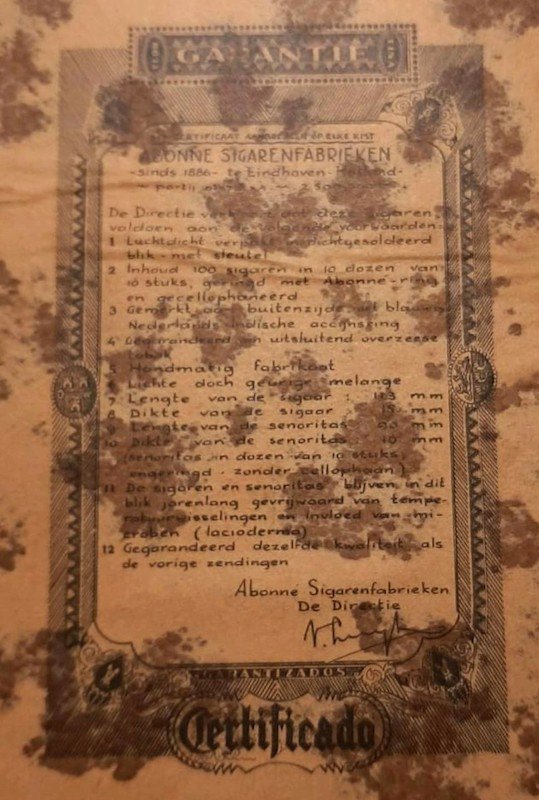 GARANTIE
CERTIFICAAT AAN OP ELKE KIST
ABONNE SIGARENFABRIEKEN
-sinds 1886- te Eindhoven-Holland-
partij
De Directie dat deze sigaren
voldoen aan de volgende voorwaarden:
1 Luchtdicht verpakt in dichtgesoldeerd
blik-met sleutel
2 Inhoud 100 sigaren in 10 dozen van
10 stuks, geringd met Abonne-ring
en gecellophaneerd
3 Gemerkt buitenzijde met blauwe
Nederlands-Indische accijnsring
4 Gegarandeerd en uitsluitend overzeese
tabak
5 Handmatig fabrikaat
6 Lichte doch geurige melange
7 Lengte van de sigaar : 113 mm
8 Dikte van de sigaar : 15 mm
9 Lengte van de senoritas : 90 mm
10 Dikte van de senoritas : 10 mm
(senoritas in dozen van 10 stuks,
ongeringd - zonder cellophaan)
11 De sigaren en senoritas blijven in dit
blik jarenlang gevrijwaard van tempe-
ratuurwisselingen en invloed van mi-
croben (lacioderma)
12 Gegarandeerd dezelfde kwaliteit als
de vorige zendingen
Abonne Sigarenfabrieken
De Directie
GARANTIZADOS
Certificado